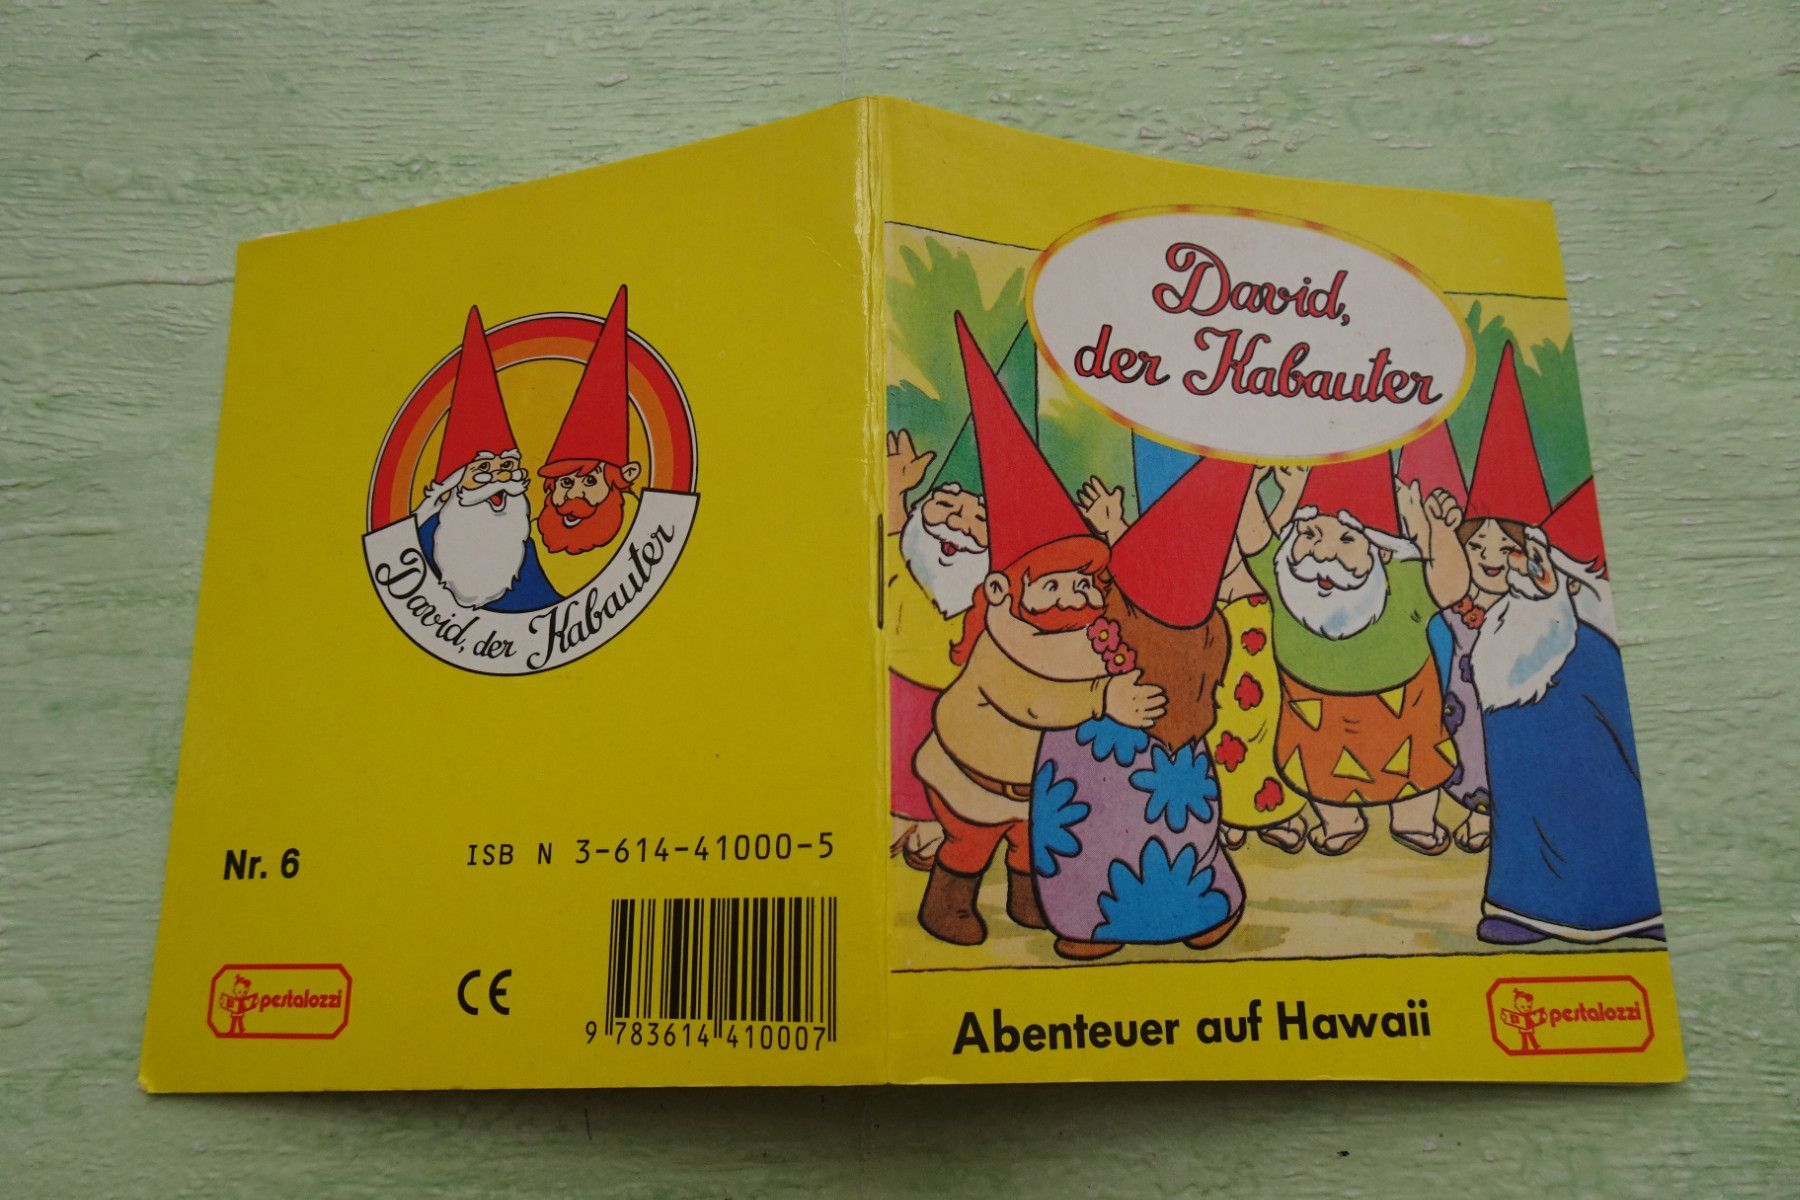 David, der Kabauter
Nr. 6
ISB N 3-614-41000-5
pestalozzi
CE
9 783614 410007
David,
der Kabauter
Abenteuer auf Hawaii
pestalozzi